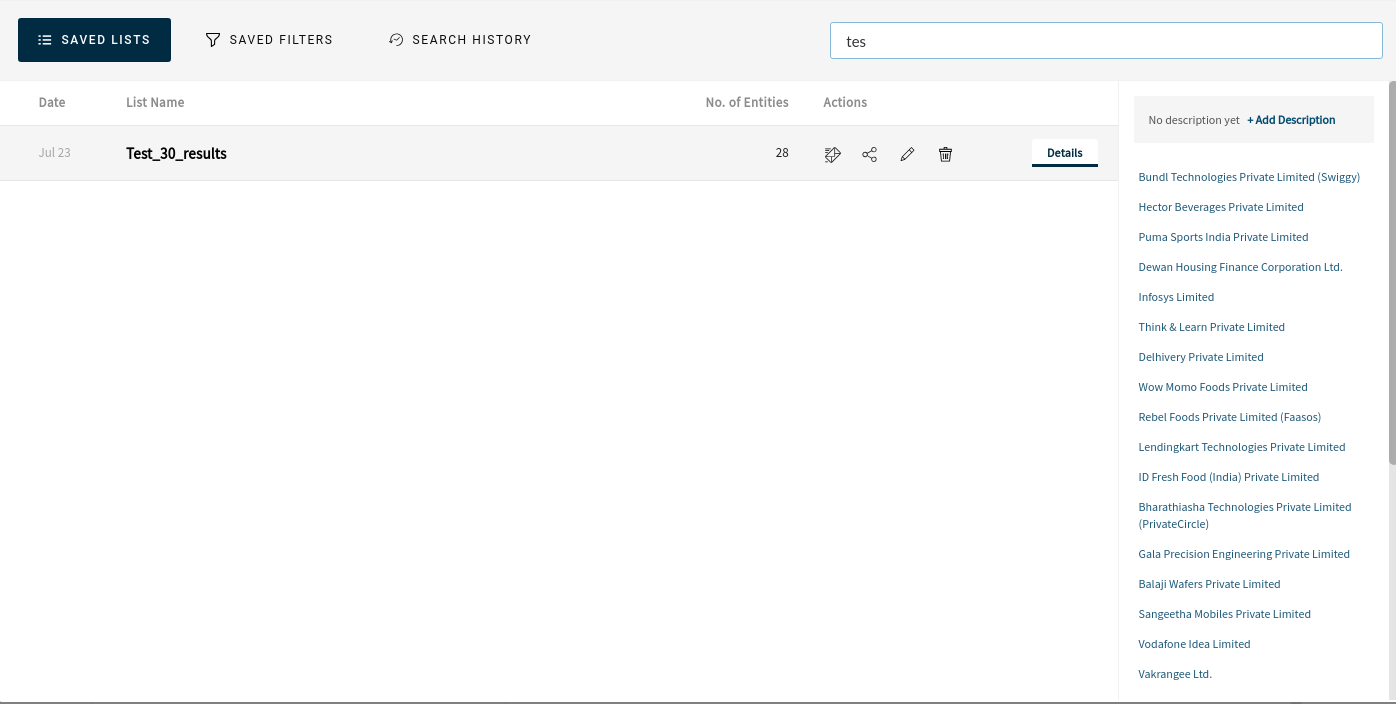 SAVED LISTS
SAVED FILTERS
SEARCH HISTORY
tes
Date
List Name
No. of Entities
Actions
Jul 23
Test_30_results
28
Details
No description yet + Add Description
Bundl Technologies Private Limited (Swiggy)
Hector Beverages Private Limited
Puma Sports India Private Limited
Dewan Housing Finance Corporation Ltd.
Infosys Limited
Think & Learn Private Limited
Delhivery Private Limited
Wow Momo Foods Private Limited
Rebel Foods Private Limited (Faasos)
Lendingkart Technologies Private Limited
ID Fresh Food (India) Private Limited
Bharathiasha Technologies Private Limited
(PrivateCircle)
Gala Precision Engineering Private Limited
Balaji Wafers Private Limited
Sangeetha Mobiles Private Limited
Vodafone Idea Limited
Vakrangee Ltd.